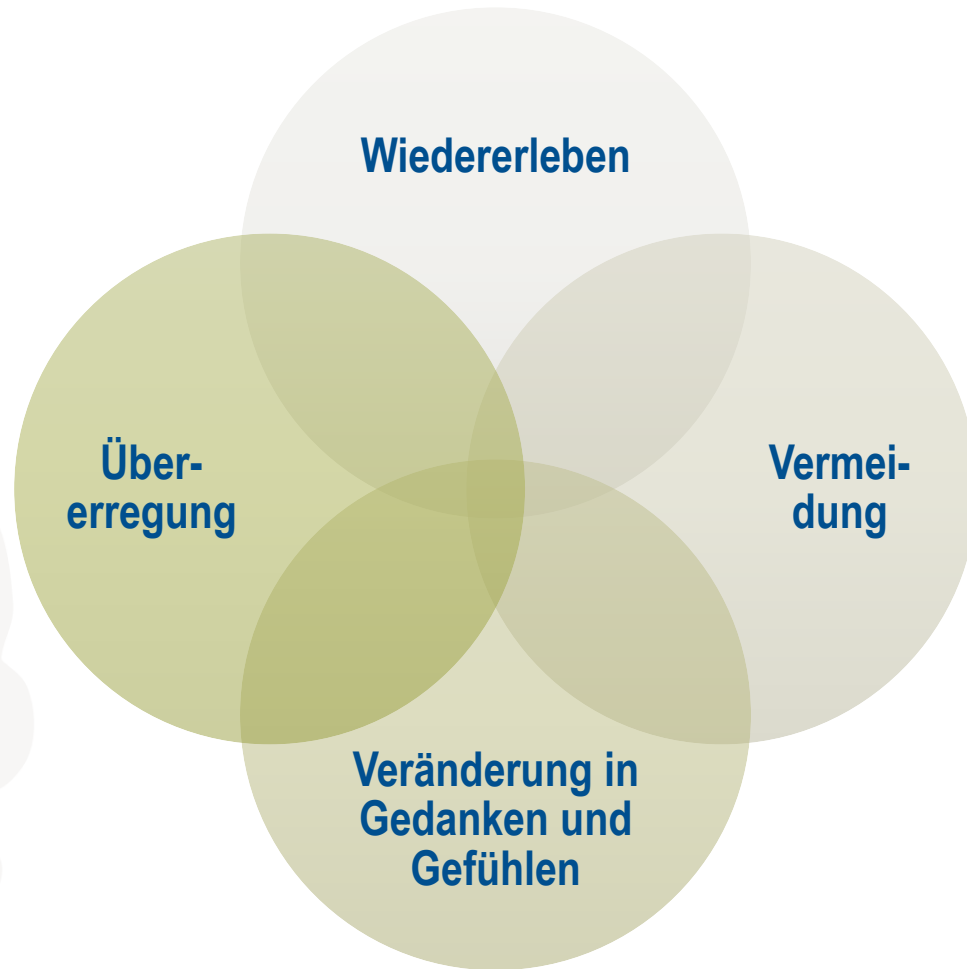 Wiedererleben
Über-
erregung
Vermei-
dung
Veränderung in
Gedanken und
Gefühlen